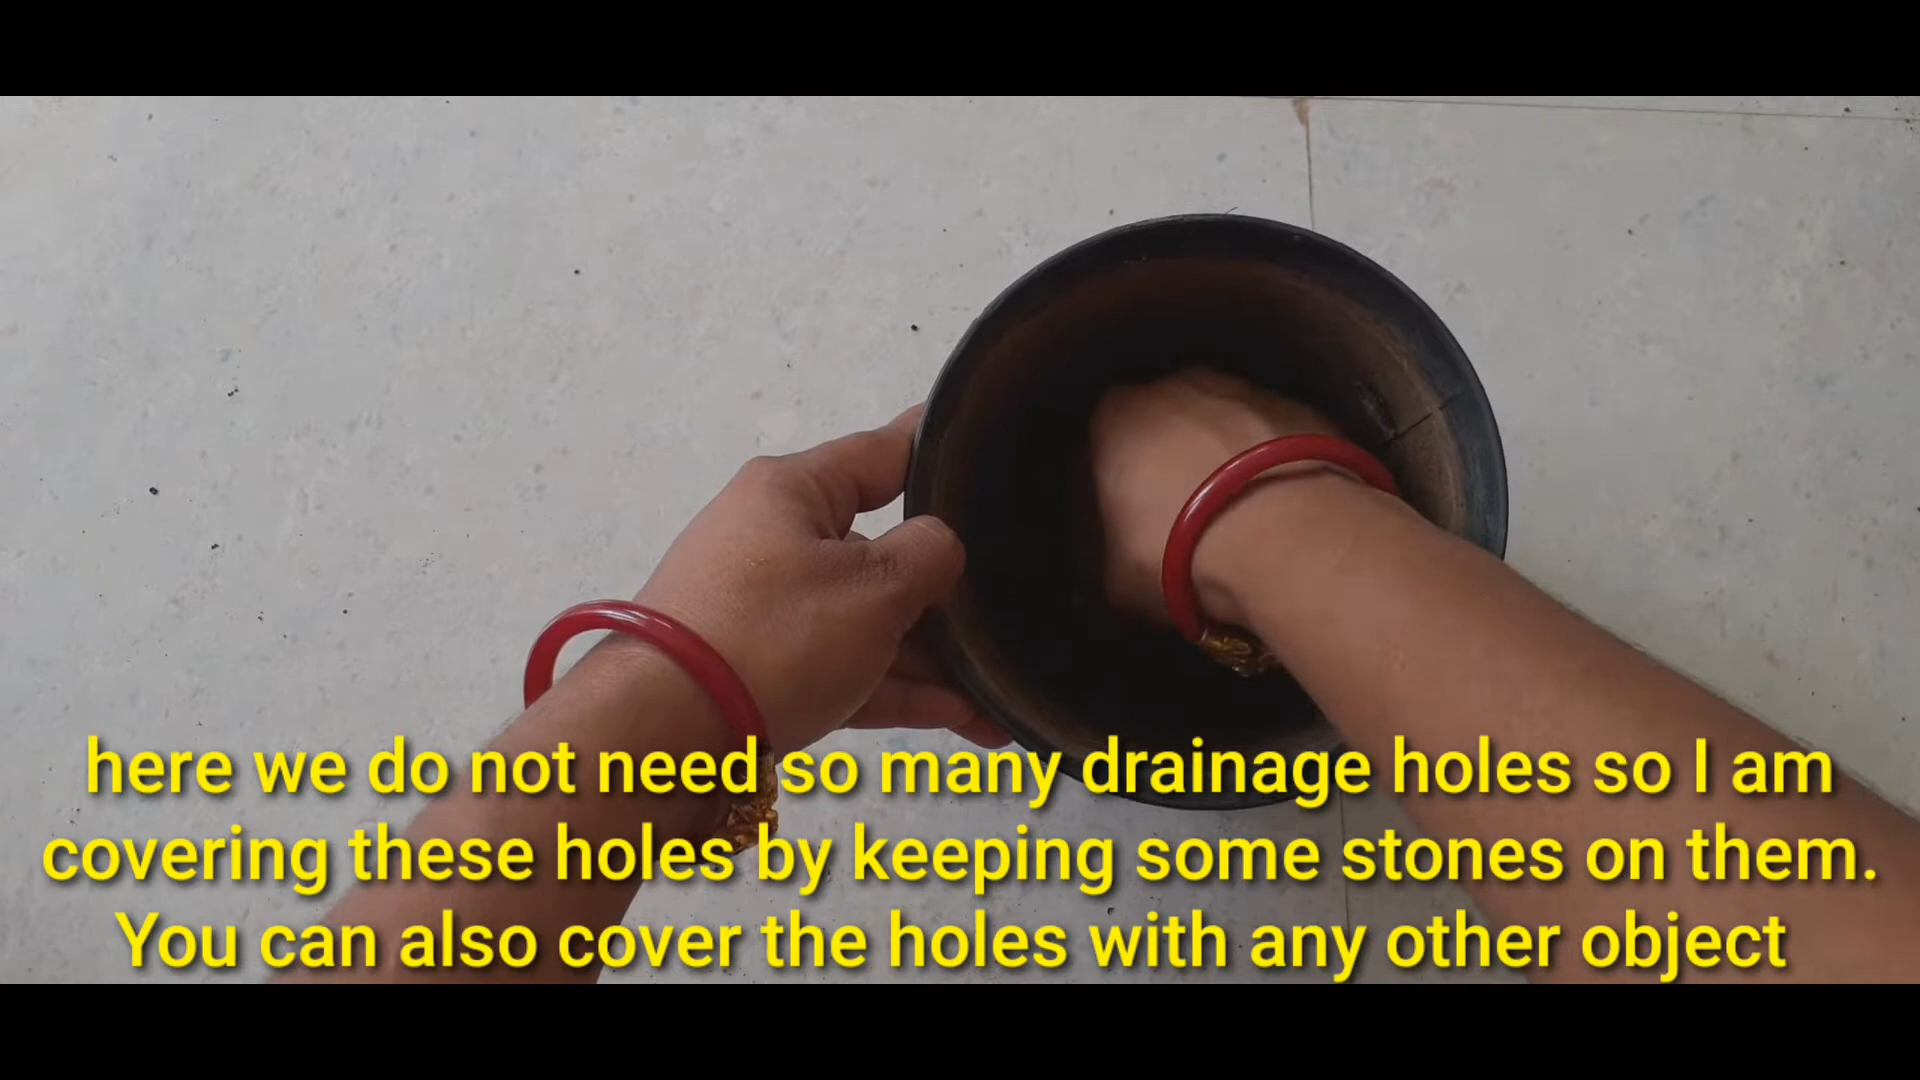 here we do not need so many drainage holes so I am
covering these holes by keeping some stones on them.
You can also cover the holes with any other object